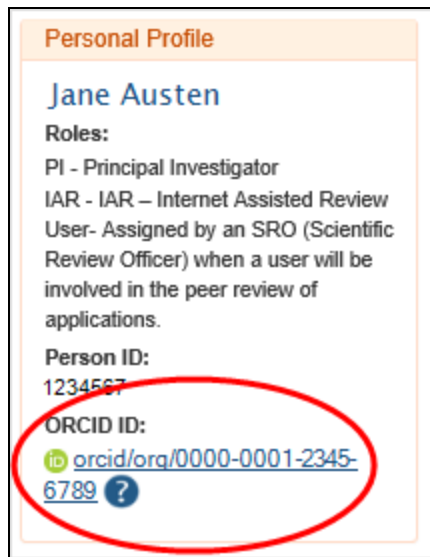 Personal Profile
Jane Austen
Roles:
PI - Principal Investigator
IAR - IAR – Internet Assisted Review
User- Assigned by an SRO (Scientific
Review Officer) when a user will be
involved in the peer review of
applications.
Person ID:
1234567
ORCID ID:
iD orcid/org/0000-0001-2345-
6789 ?